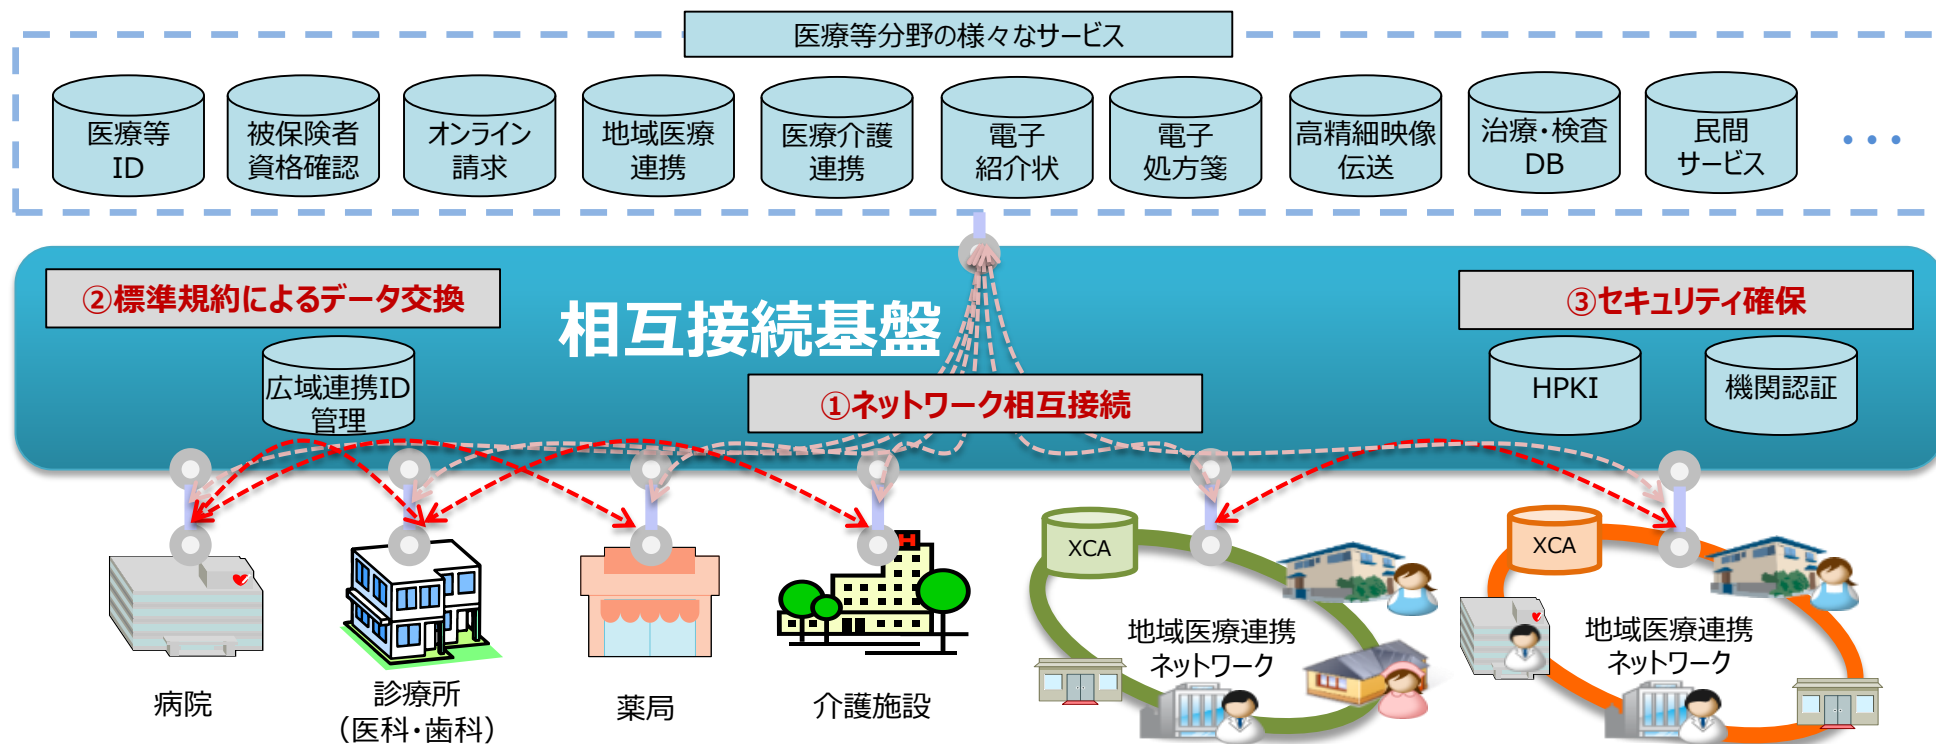 医療等分野の様々なサービス
医療等
ID
被保険者
資格確認
オンライン
請求
地域医療
連携
医療介護
連携
電子
紹介状
電子
処方箋
高精細映像
伝送
治療・検査
DB
民間
サービス
・・・
②標準規約によるデータ交換
相互接続基盤
③セキュリティ確保
広域連携ID
管理
①ネットワーク相互接続
HPKI
機関認証
H
XCA
XCA
地域医療連携
ネットワーク
地域医療連携
ネットワーク
病院
診療所
（医科・歯科）
薬局
介護施設